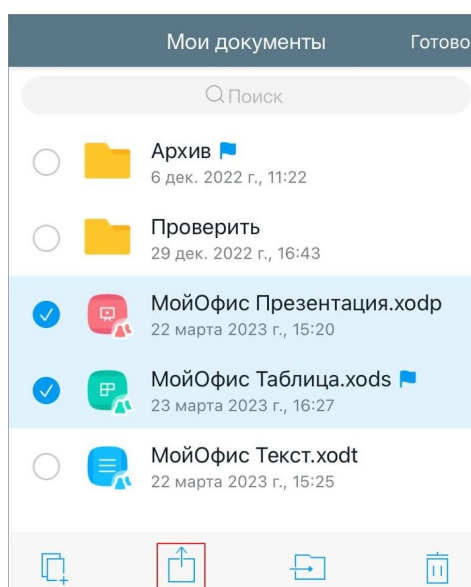 Мои документы Готово
Поиск
Архив
6 дек. 2022 г., 11:22
Проверить
29 дек. 2022 г., 16:43
МойОфис Презентация.xodp
22 марта 2023 г., 15:20
МойОфис Таблица.xods
23 марта 2023 г., 16:27
МойОфис Текст.xodt
22 марта 2023 г., 15:25